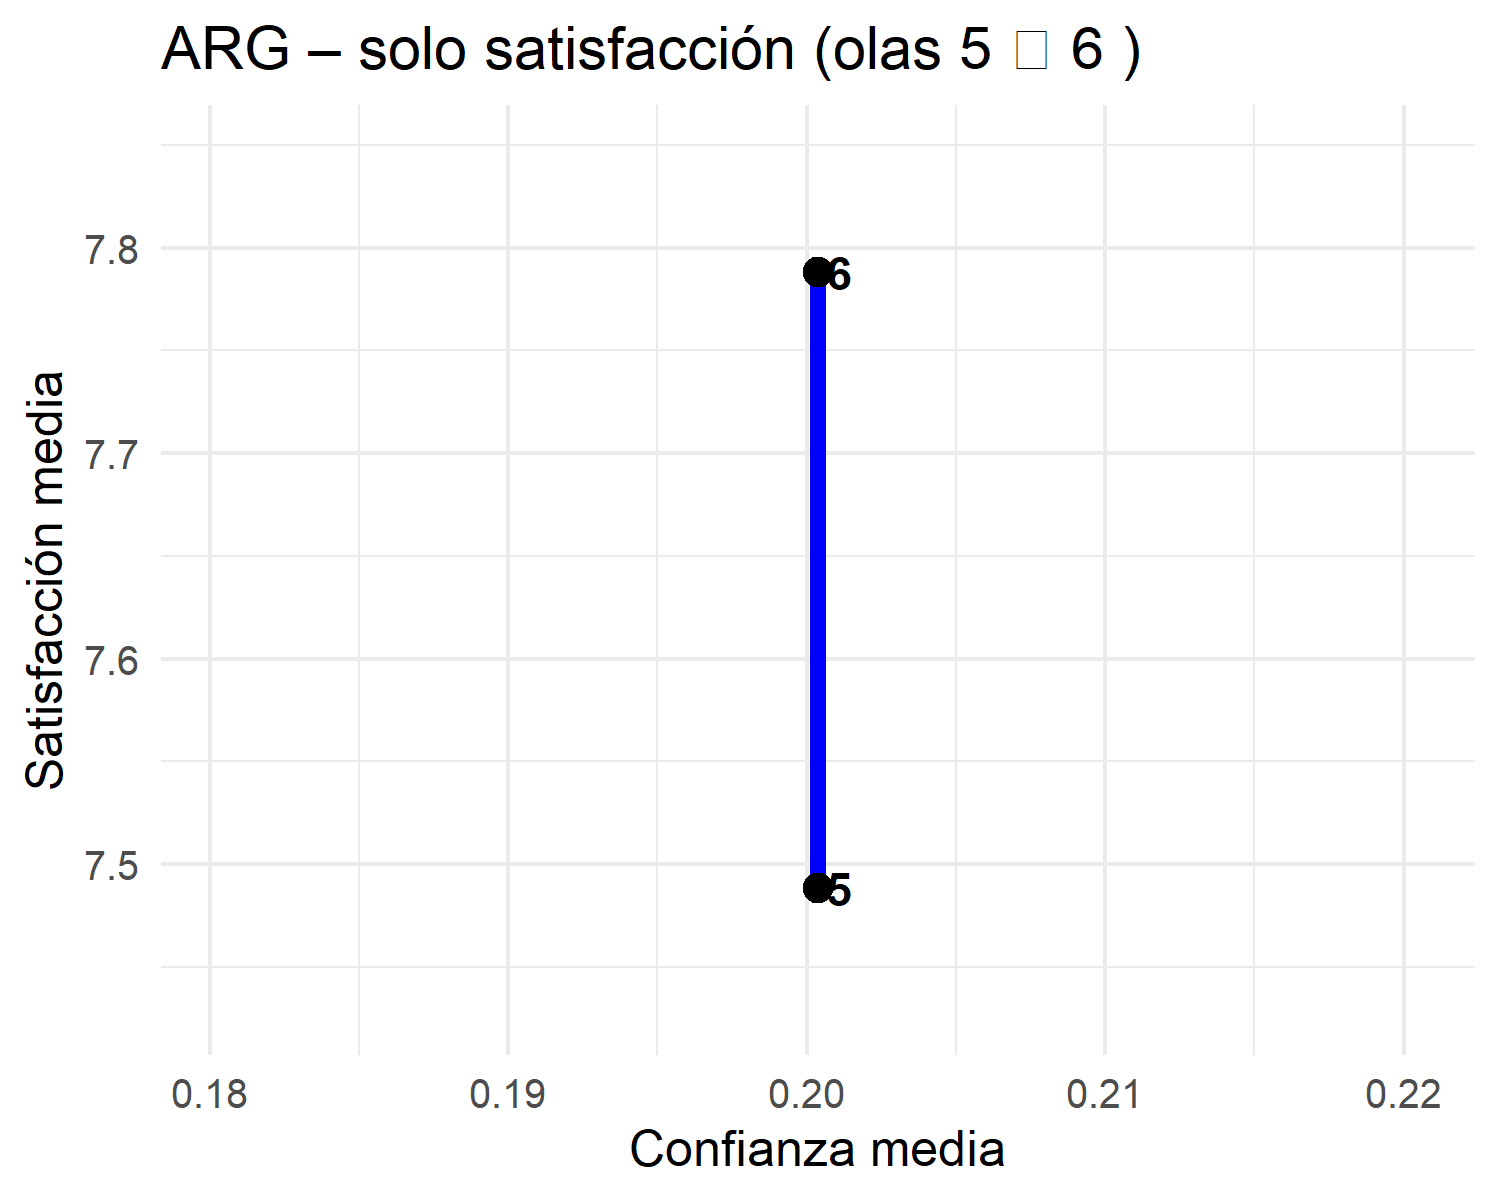 ARG – solo satisfacción (olas 5 □ 6 )
7.8
7.7
7.6
7.5
Satisfacción media
6
5
0.18 0.19 0.20 0.21 0.22
Confianza media